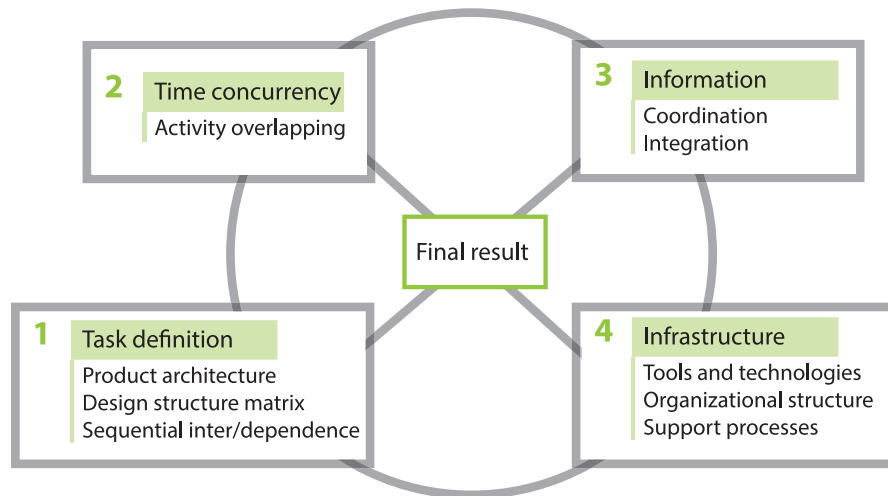 2 Time concurrency
Activity overlapping
3 Information
Coordination
Integration
Final result
1 Task definition
Product architecture
Design structure matrix
Sequential inter/dependence
4 Infrastructure
Tools and technologies
Organizational structure
Support processes